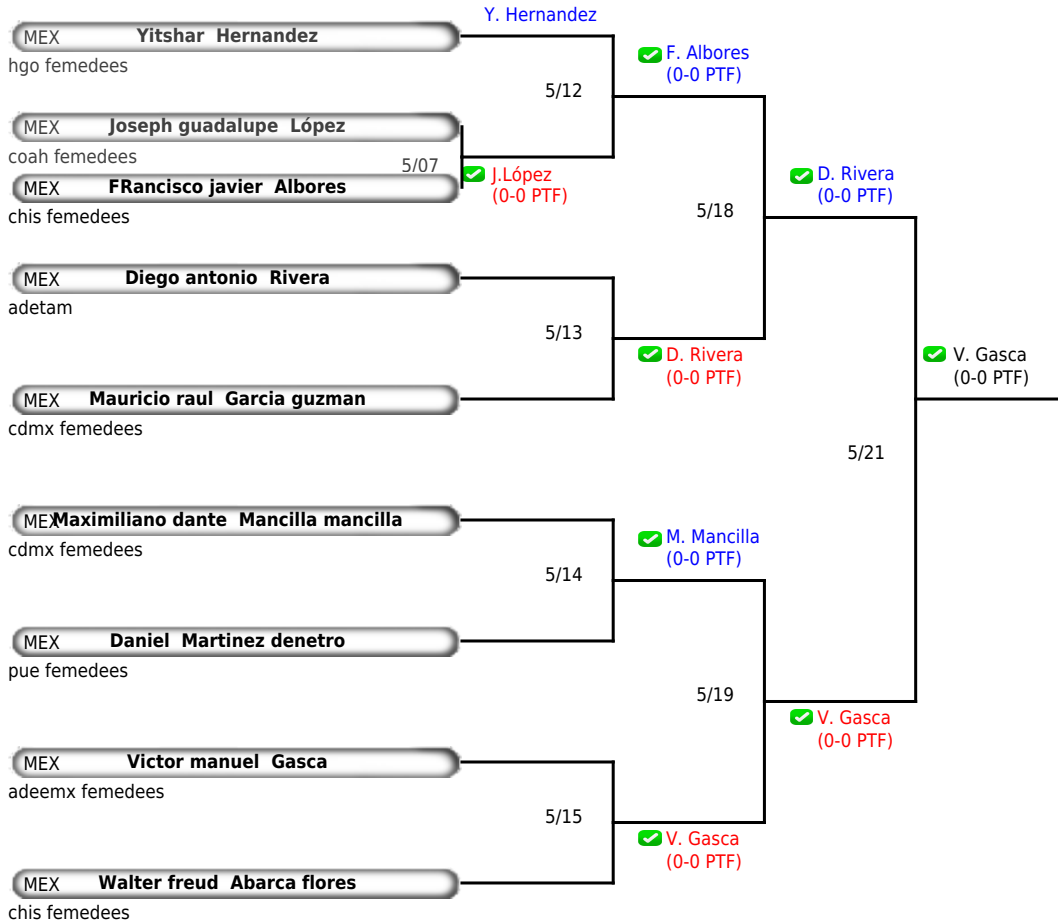 Y. Hernandez
MEX Yitshar Hernandez
hgo femedees
F. Albores
(0-0 PTF)
5/12
MEX Joseph guadalupe López
coah femedees
5/07
J.López
(0-0 PTF)
MEX FRancisco javier Albores
chis femedees
D. Rivera
(0-0 PTF)
5/18
MEX Diego antonio Rivera
adetam
5/13
D. Rivera
(0-0 PTF)
V. Gasca
(0-0 PTF)
MEX Mauricio raul Garcia guzman
cdmx femedees
5/21
MEX Maximiliano dante Mancilla mancilla
cdmx femedees
M. Mancilla
(0-0 PTF)
5/14
MEX Daniel Martinez denetro
pue femedees
5/19
V. Gasca
(0-0 PTF)
MEX Victor manuel Gasca
adeemx femedees
5/15
V. Gasca
(0-0 PTF)
MEX Walter freud Abarca flores
chis femedees